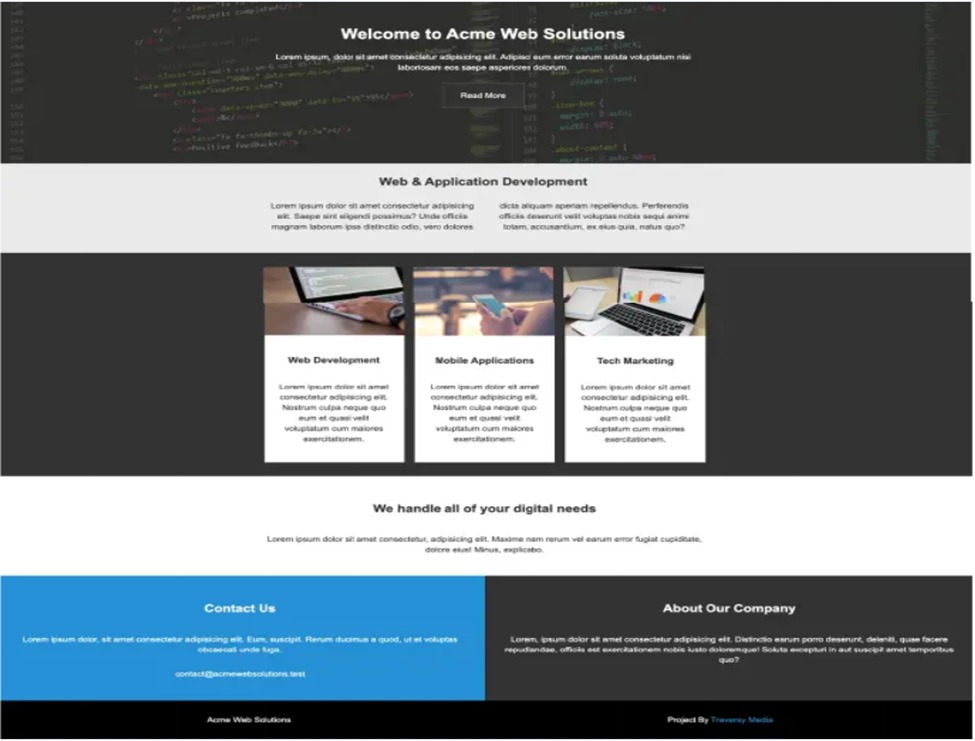 Welcome to Acme Web Solutions
Lorem ipsum, dolor sit amet consectetur adipisicing elit. Adipisci eum error earum soluta voluptatum nisi
laboriosam eos saepe asperiores dolorum.
Read More
Web & Application Development
Lorem ipsum dolor sit amet consectetur adipisicing
elit. Saepe sint eligendi possimus? Unde officiis
magnam laborum ipsa distinctio odio, vero dolores
dicta aliquam aperiam repellendus. Perferendis
officiis deserunt velit voluptas nobis sequi animi
totam, accusantium, ex eius quia, natus quo?
Web Development
Lorem ipsum dolor sit amet
consectetur adipisicing elit.
Nostrum culpa neque quo
eum et quasi velit
voluptatum cum maiores
exercitationem.
Mobile Applications
Lorem ipsum dolor sit amet
consectetur adipisicing elit.
Nostrum culpa neque quo
eum et quasi velit
voluptatum cum maiores
exercitationem.
Tech Marketing
Lorem ipsum dolor sit amet
consectetur adipisicing elit.
Nostrum culpa neque quo
eum et quasi velit
voluptatum cum maiores
exercitationem.
We handle all of your digital needs
Lorem ipsum dolor sit amet consectetur, adipisicing elit. Maxime nam rerum vel earum error fugiat cupiditate,
dolore eius! Minus, explicabo.
Contact Us
Lorem ipsum dolor, sit amet consectetur adipisicing elit. Eum, suscipit. Rerum ducimus a quod, ut et voluptas
obcaecati unde fuga.
contact@acmewebsolutions.test
About Our Company
Lorem, ipsum dolor sit amet consectetur adipisicing elit. Distinctio earum porro deserunt, deleniti, quae facere
repudiandae, officiis est exercitationem nobis iusto doloremque! Soluta excepturi in aut suscipit amet temporibus
quo?
Acme Web Solutions
Project By Traversy Media